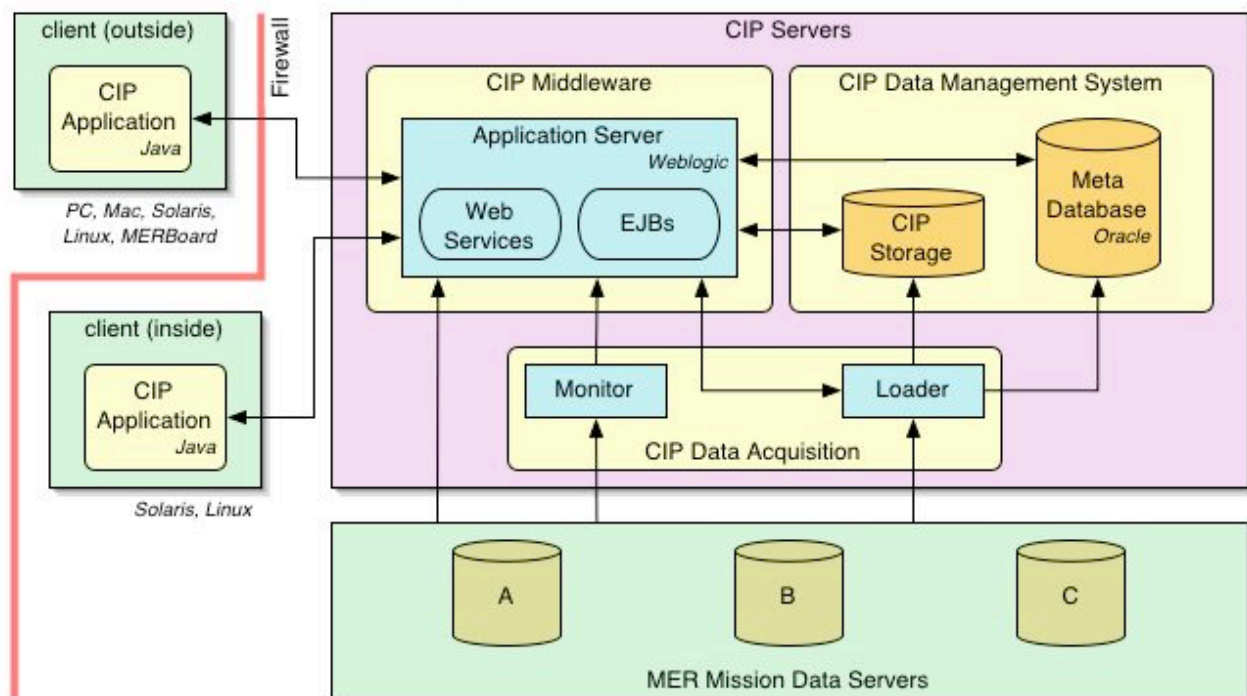 client (outside)
CIP
Application
Java
PC, Mac, Solaris,
Linux, MERBoard
Firewall
client (inside)
CIP
Application
Java
Solaris, Linux
CIP Servers
CIP Middleware
Application Server
Weblogic
Web
Services
EJBs
CIP Data Management System
CIP
Storage
Meta
Database
Oracle
Monitor
Loader
CIP Data Acquisition
A
B
C
MER Mission Data Servers